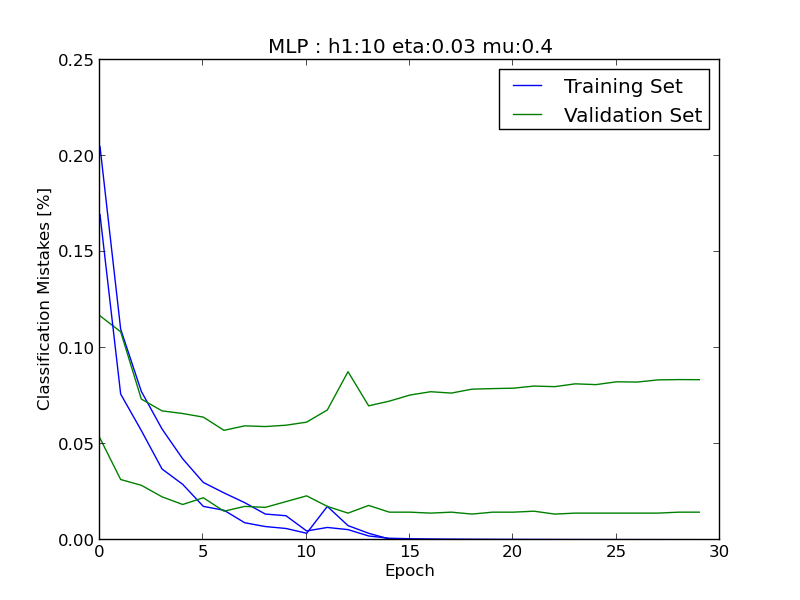 MLP : h1:10 eta:0.03 mu:0.4
Training Set
Validation Set
Classification Mistakes [%]
0.25
0.20
0.15
0.10
0.05
0.00
0 5 10 15 20 25 30
Epoch